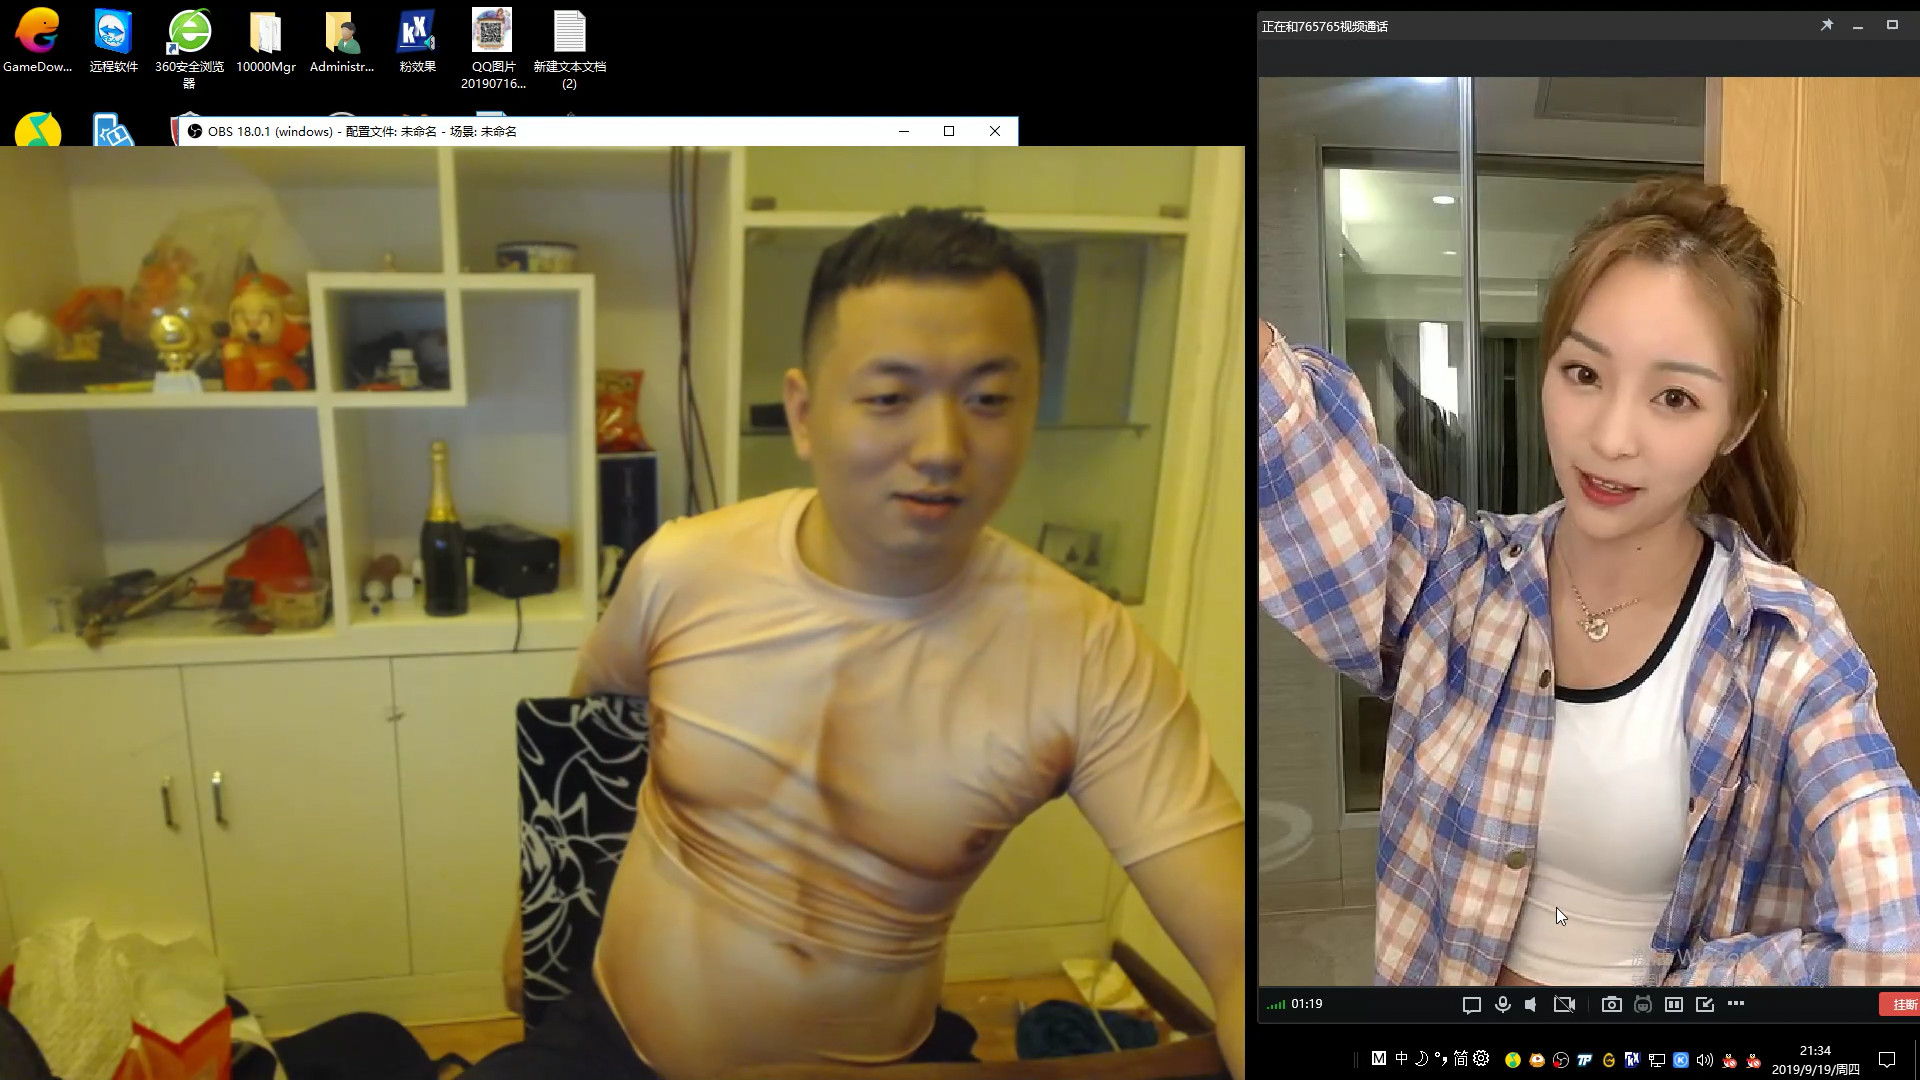 GameDow...
远程软件
360安全浏览
器
10000Mgr
Administr...
粉效果
QQ图片
20190716...
新建文本文档
(2)
OBS 18.0.1 (windows) - 配置文件: 未命名 - 场景: 未命名
正在和765765视频通话
01:19
挂断
M 中 简
21:34
2019/9/19/周四